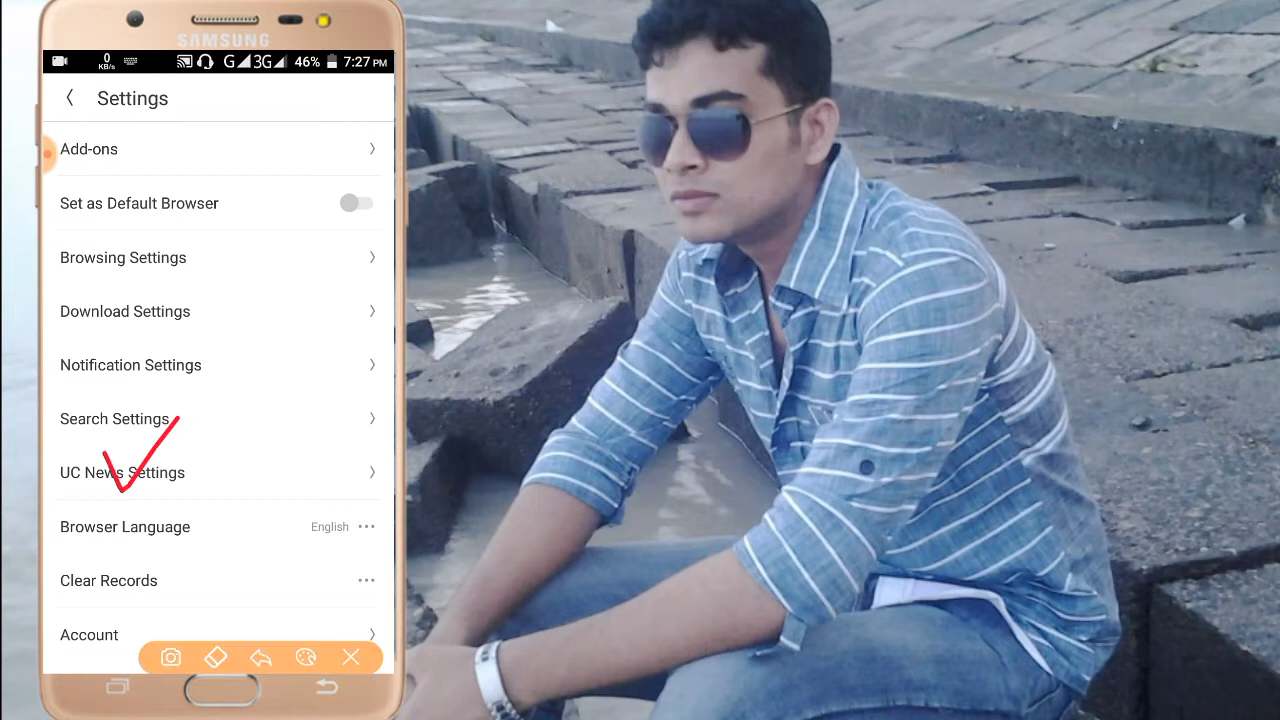 SAMSUNG
0 KB/s G 3G 46% 7:27 PM
Settings
Add-ons
Set as Default Browser
Browsing Settings
Download Settings
Notification Settings
Search Settings
UC News Settings
Browser Language English
Clear Records
Account